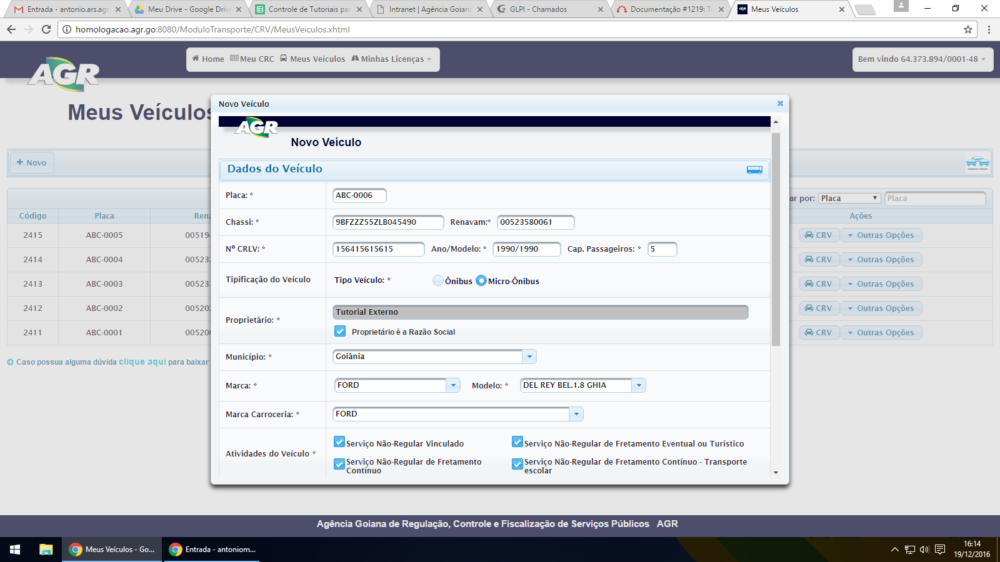 Entrada - antonio.ars.agr
Meu Drive - Google Drive
Controle de Tutoriais par
Intranet | Agência Goiana
GLPI - Chamados
Documentação #1219: Tu
Meus Veículos
homologacao.agr.go:8080/ModuloTransporte/CRV/MeusVeiculos.xhtml
AGR
Home
Meu CRC
Meus Veículos
Minhas Licenças
Bem vindo 64.373.894/0001-48
Meus Veículos
Novo
ar por:
Placa
Placa
Código
Placa
Rena
Ações
2415
ABC-0005
005194
CRV
Outras Opções
2414
ABC-0004
005232
CRV
Outras Opções
2413
ABC-0003
005233
CRV
Outras Opções
2412
ABC-0002
005202
CRV
Outras Opções
2411
ABC-0001
005200
CRV
Outras Opções
Caso possua alguma dúvida clique aqui para baixar
Novo Veículo
AGR
Novo Veículo
Dados do Veículo
Placa: *
ABC-0006
Chassi: *
9BFZZZ55ZLB045490
Renavam:*
00523580061
Nº CRLV: *
156415615615
Ano/Modelo: *
1990/1990
Cap. Passageiros: *
5
Tipificação do Veículo
Tipo Veículo: *
Ônibus
Micro-Ônibus
Proprietário: *
Tutorial Externo
Proprietário é a Razão Social
Município: *
Goiânia
Marca: *
FORD
Modelo: *
DEL REY BEL.1.8 GHIA
Marca Carroceria: *
FORD
Atividades do Veículo *
Serviço Não-Regular Vinculado
Serviço Não-Regular de Fretamento Eventual ou Turístico
Serviço Não-Regular de Fretamento
Contínuo
Serviço Não-Regular de Fretamento Contínuo - Transporte
escolar
Agência Goiana de Regulação, Controle e Fiscalização de Serviços Públicos AGR
Meus Veículos - Go...
Entrada - antoniom...
16:14
19/12/2016